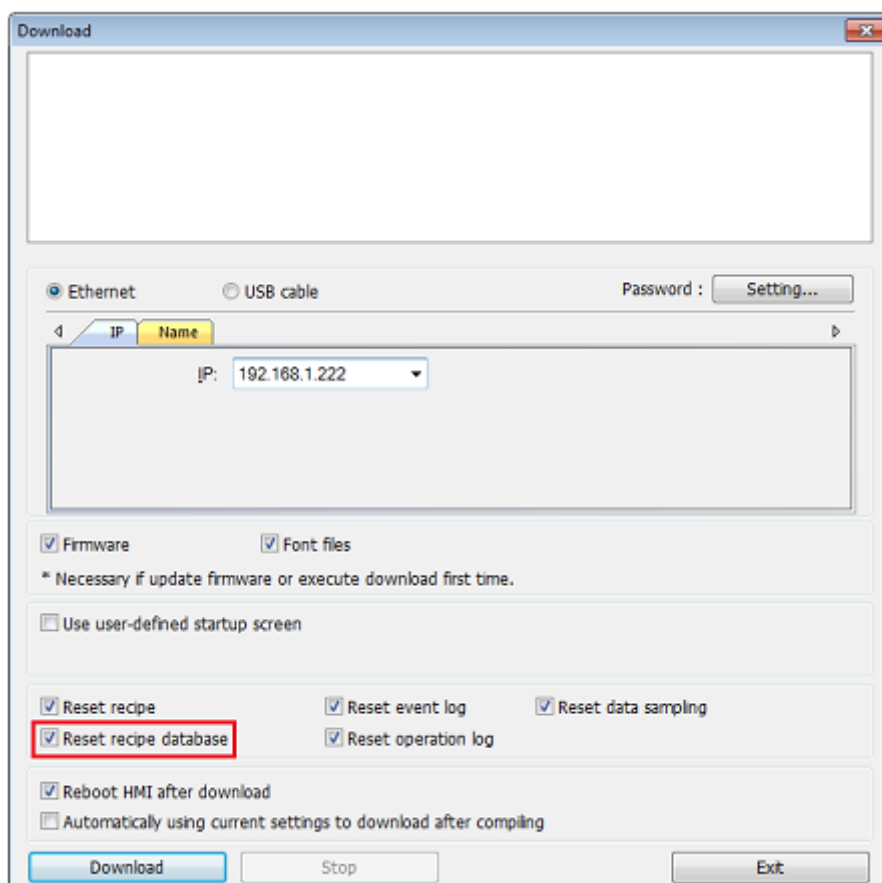 Download
Ethernet USB cable Password : Setting...
IP Name
IP: 192.168.1.222
Firmware Font files
* Necessary if update firmware or execute download first time.
Use user-defined startup screen
Reset recipe Reset event log Reset data sampling
Reset recipe database Reset operation log
Reboot HMI after download
Automatically using current settings to download after compiling
Download Stop Exit